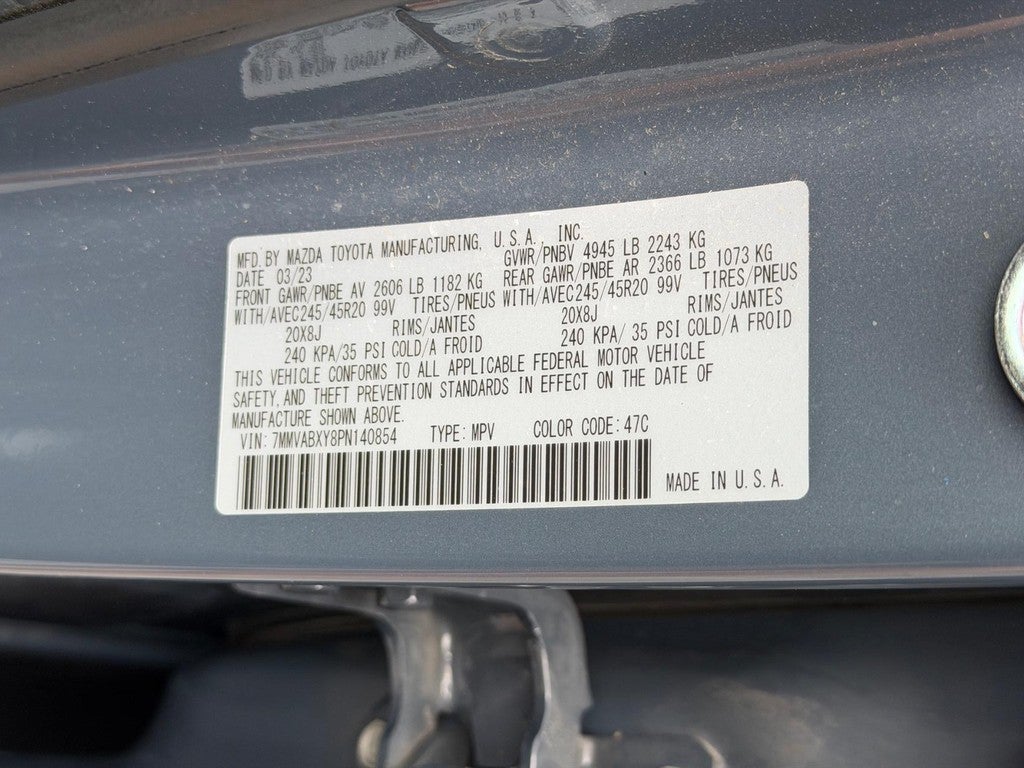 MFD. BY MAZDA TOYOTA MANUFACTURING, U.S.A., INC.
DATE 03/23 GVWR/PNBV 4945 LB 2243 KG
FRONT GAWR/PNBE AV 2606 LB 1182 KG REAR GAWR/PNBE AR 2366 LB 1073 KG
WITH/AVEC245/45R20 99V TIRES/PNEUS WITH/AVEC245/45R20 99V TIRES/PNEUS
20X8J RIMS/JANTES 20X8J RIMS/JANTES
240 KPA/35 PSI COLD/A FROID 240 KPA/ 35 PSI COLD/A FROID
THIS VEHICLE CONFORMS TO ALL APPLICABLE FEDERAL MOTOR VEHICLE
SAFETY, AND THEFT PREVENTION STANDARDS IN EFFECT ON THE DATE OF
MANUFACTURE SHOWN ABOVE.
VIN: 7MMVABXY8PN140854 TYPE: MPV COLOR CODE: 47C
MADE IN U.S.A.